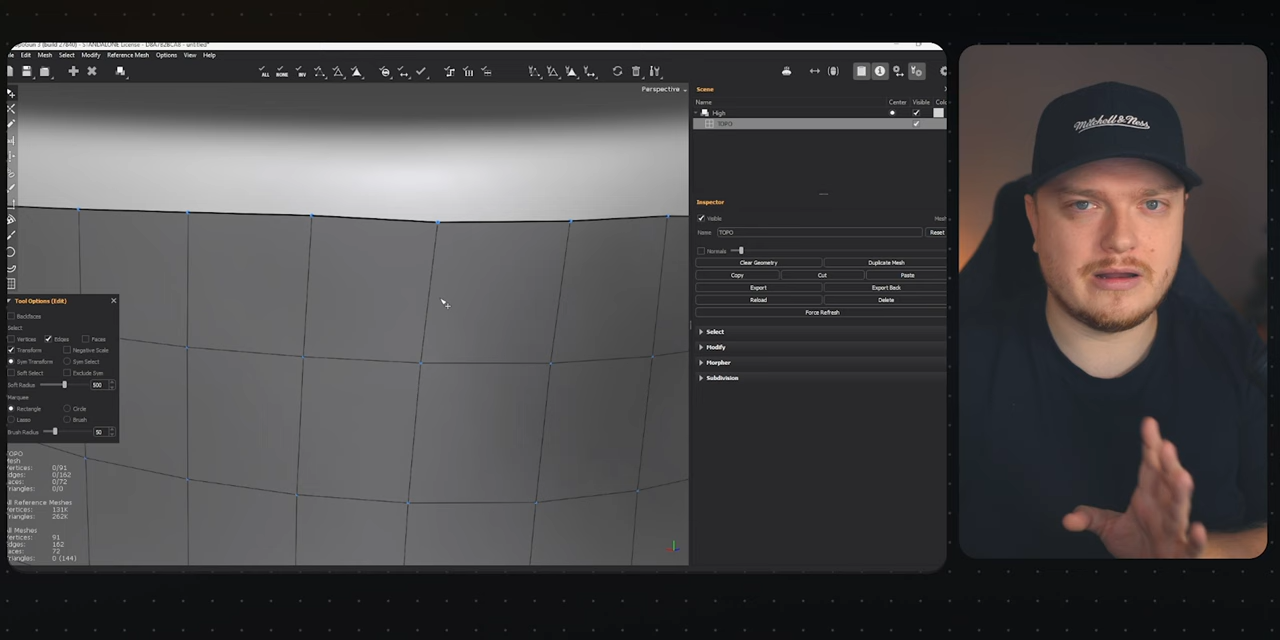 Edit Mesh Select Modify Reference Mesh Options View Help
ALL NONE INV
Perspective
Scene
Name Center Visible
High
TOPO
Inspector
Visible
Name TOPO Reset
Normals
Clear Geometry Duplicate Mesh
Copy Cut Paste
Export Export Back
Reload Delete
Force Refresh
Select
Modify
Morpher
Subdivision
Tool Options (Edit)
Backfaces
Select
Vertices Edges Faces
Transform Negative Scale
Sym Transform Sym Select
Soft Select Exclude Sym
Soft Radius 500
Marquee
Rectangle Circle
Lasso Brush
Brush Radius 50
TOPO
Mesh
Vertices: 0/91
Edges: 0/162
Faces: 0/72
Triangles: 0/0
All Reference Meshes
Vertices: 131K
Triangles: 262K
All Meshes
Vertices: 91
Edges: 162
Faces: 72
Triangles: 0 (144)
Mitchell & Ness